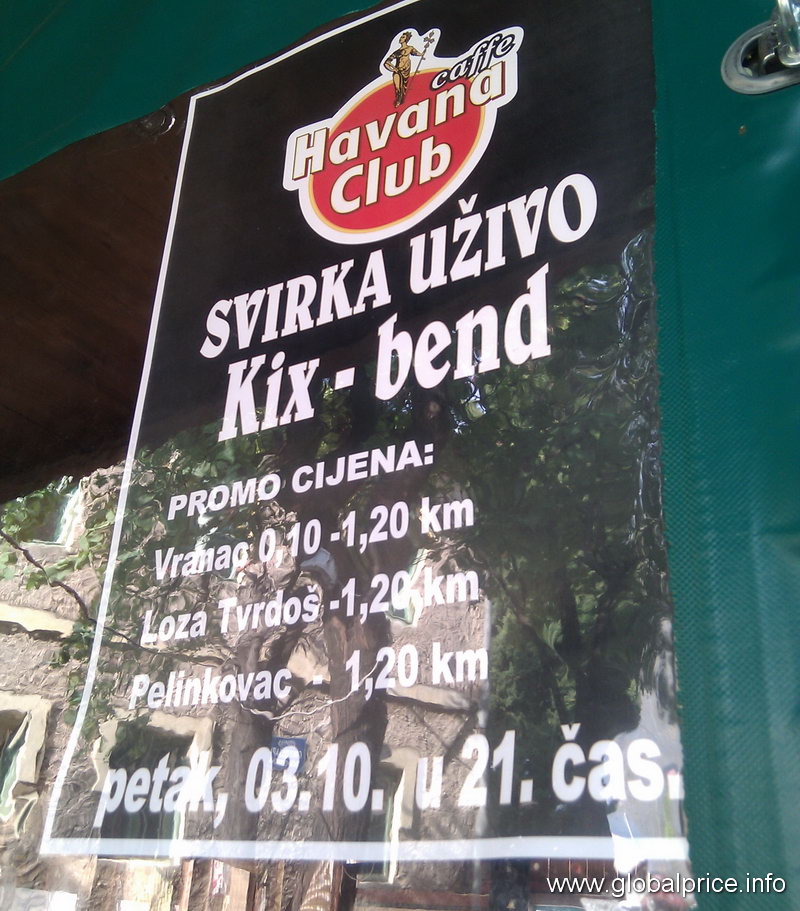 caffe
Havana
Club
SVIRKA UŽIVO
Kix - bend
PROMO CIJENA:
Vranac 0,10 -1,20 km
Loza Tvrdoš -1,20 km
Pelinkovac - 1,20 km
petak, 03.10. u 21. čas.
www.globalprice.info